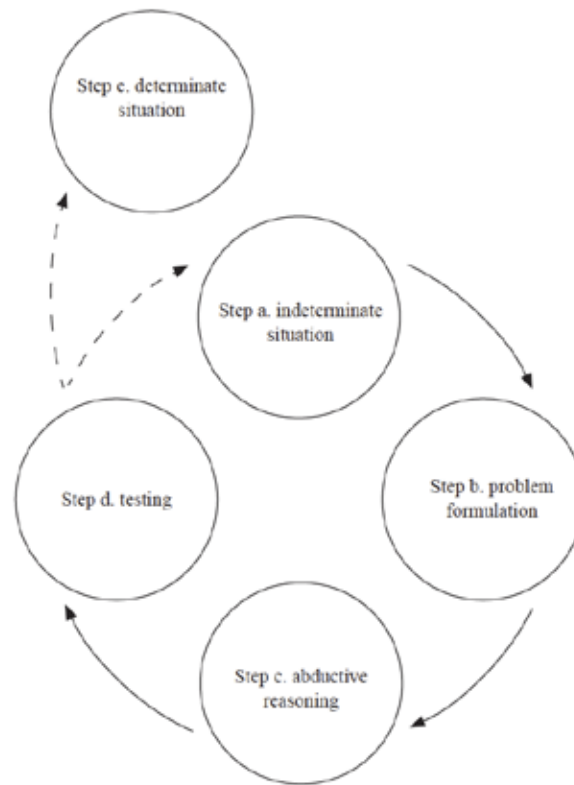 Step e. determinate
situation
Step a. indeterminate
situation
Step b. problem
formulation
Step c. abductive
reasoning
Step d. testing